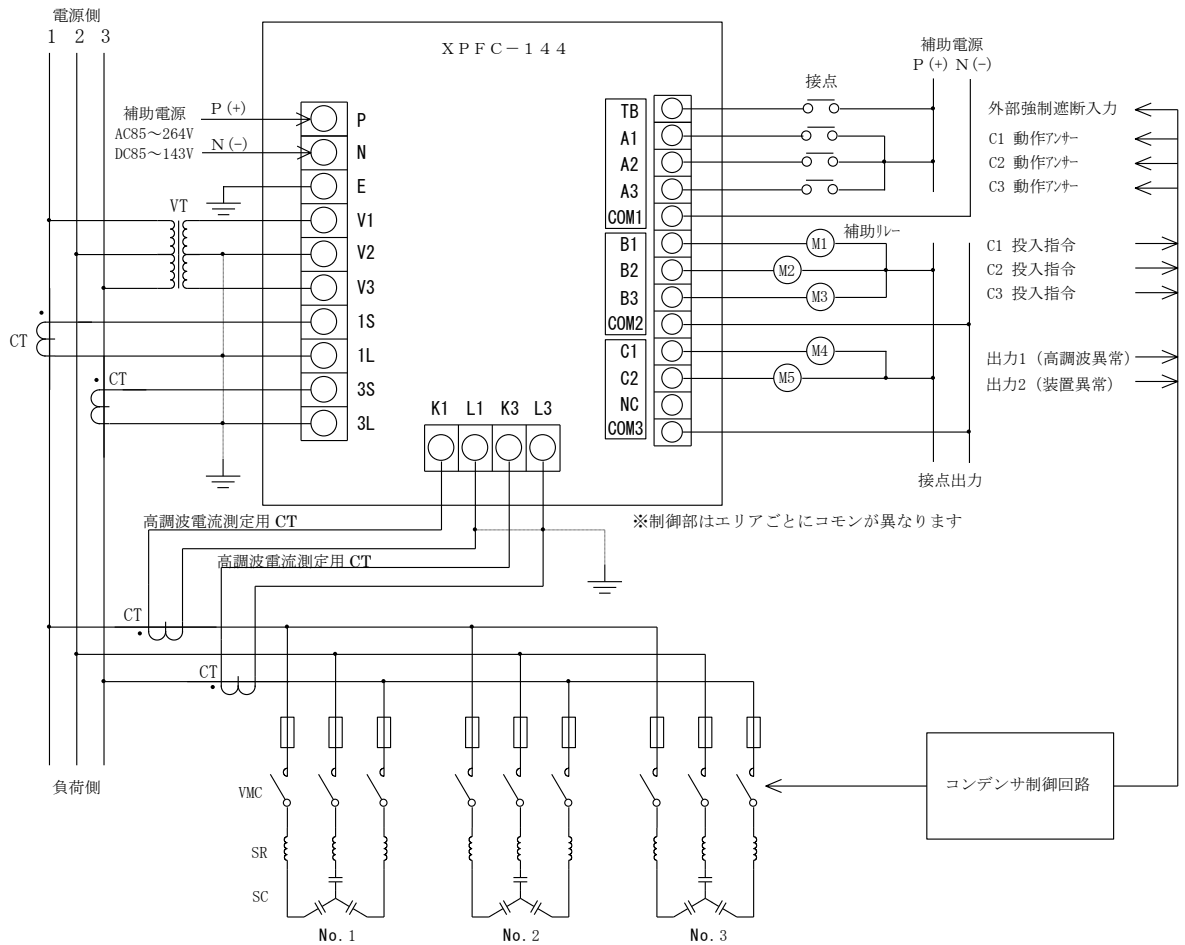 電源側
1 2 3
XPFC-144
補助電源
P(+) N(-)
接点
補助電源
AC85～264V
DC85～143V
P(+)
N(-)
P
N
E
V1
V2
V3
1S
1L
3S
3L
VT
CT
CT
TB
A1
A2
A3
COM1
B1
B2
B3
COM2
C1
C2
NC
COM3
補助リレー
M1
M2
M3
M4
M5
外部強制遮断入力
C1 動作アンサー
C2 動作アンサー
C3 動作アンサー
C1 投入指令
C2 投入指令
C3 投入指令
出力1（高調波異常）
出力2（装置異常）
接点出力
K1 L1 K3 L3
高調波電流測定用 CT
高調波電流測定用 CT
※制御部はエリアごとにコモンが異なります
CT
CT
負荷側
VMC
SR
SC
コンデンサ制御回路
No.1 No.2 No.3